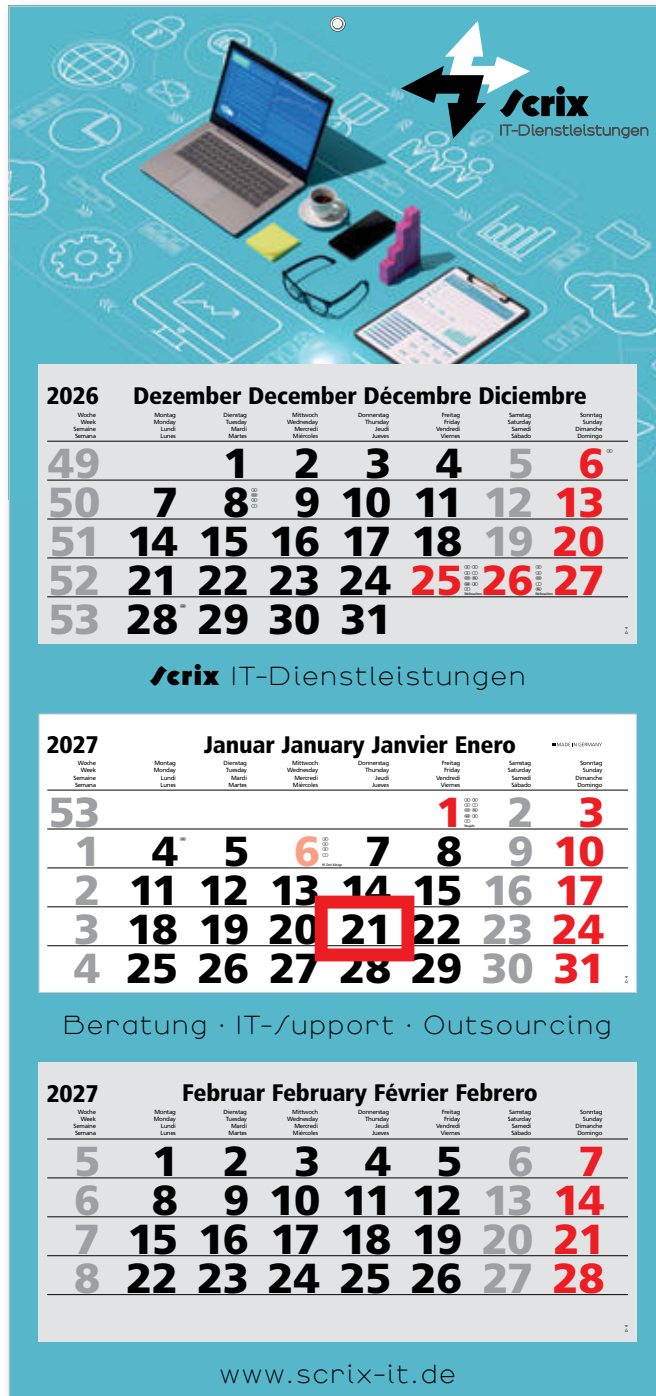 Scrix
IT-Dienstleistungen
2026 Dezember December Décembre Diciembre
Woche Montag Dienstag Mittwoch Donnerstag Freitag Samstag Sonntag
Week Monday Tuesday Wednesday Thursday Friday Saturday Sunday
Semaine Lundi Mardi Mercredi Jeudi Vendredi Samedi Dimanche
Semana Lunes Martes Miércoles Jueves Viernes Sábado Domingo
49 1 2 3 4 5 6
50 7 8 9 10 11 12 13
51 14 15 16 17 18 19 20
52 21 22 23 24 25 26 27
53 28 29 30 31
Scrix IT-Dienstleistungen
2027 Januar January Janvier Enero MADE IN GERMANY
Woche Montag Dienstag Mittwoch Donnerstag Freitag Samstag Sonntag
Week Monday Tuesday Wednesday Thursday Friday Saturday Sunday
Semaine Lundi Mardi Mercredi Jeudi Vendredi Samedi Dimanche
Semana Lunes Martes Miércoles Jueves Viernes Sábado Domingo
53 1 2 3
1 4 5 6 7 8 9 10
2 11 12 13 14 15 16 17
3 18 19 20 21 22 23 24
4 25 26 27 28 29 30 31
Beratung · IT-Support · Outsourcing
2027 Februar February Février Febrero
Woche Montag Dienstag Mittwoch Donnerstag Freitag Samstag Sonntag
Week Monday Tuesday Wednesday Thursday Friday Saturday Sunday
Semaine Lundi Mardi Mercredi Jeudi Vendredi Samedi Dimanche
Semana Lunes Martes Miércoles Jueves Viernes Sábado Domingo
5 1 2 3 4 5 6 7
6 8 9 10 11 12 13 14
7 15 16 17 18 19 20 21
8 22 23 24 25 26 27 28
www.scrix-it.de